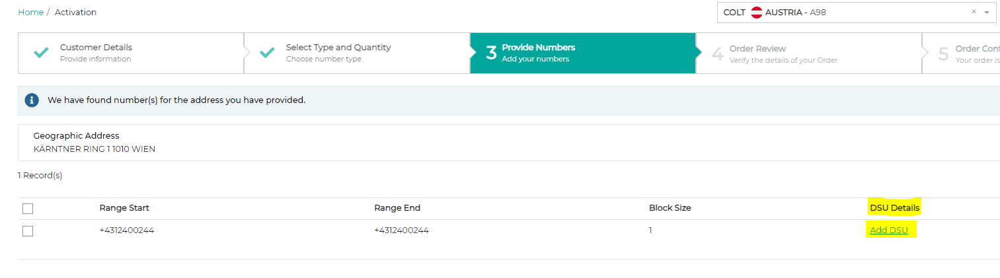 Home / Activation
COLT AUSTRIA - A98 ×
Customer Details
Provide information
Select Type and Quantity
Choose number type
3 Provide Numbers
Add your numbers
4 Order Review
Verify the details of your Order
5 Order Conf
Your order is
We have found number(s) for the address you have provided.
Geographic Address
KÄRNTNER RING 1 1010 WIEN
1 Record(s)
Range Start Range End Block Size DSU Details
+4312400244 +4312400244 1 Add DSU